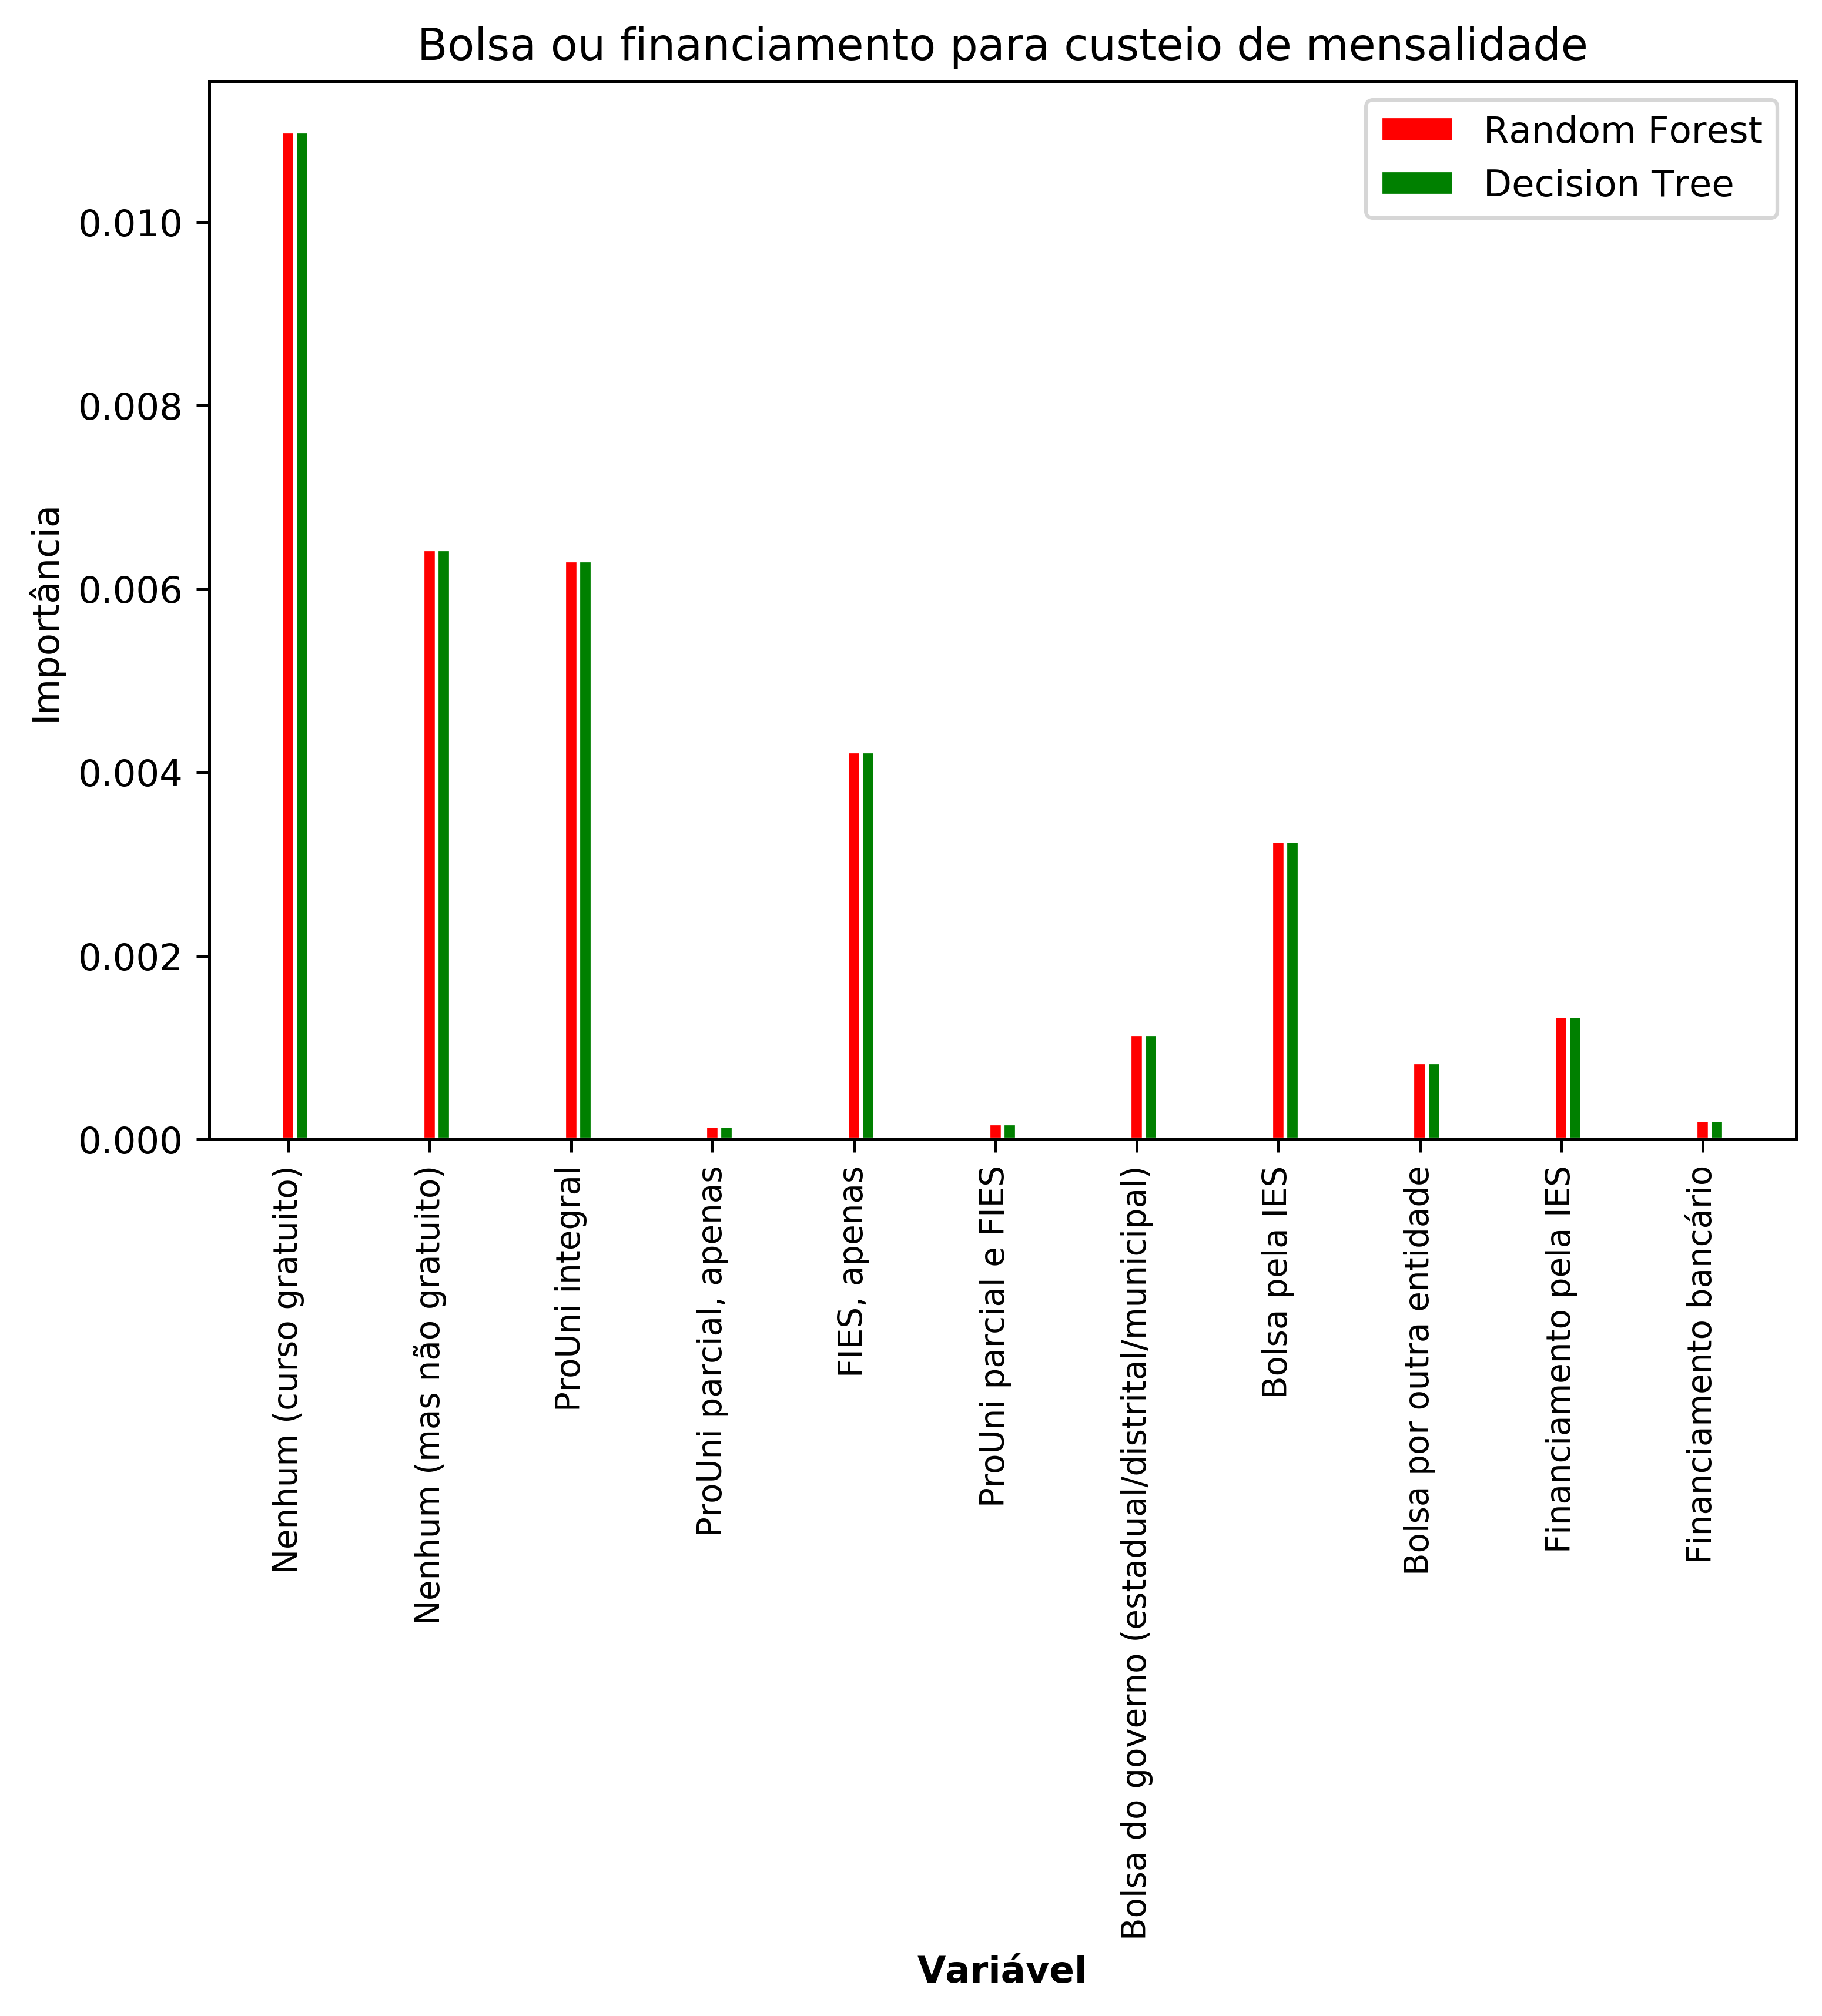 Bolsa ou financiamento para custeio de mensalidade
Random Forest
Decision Tree
Importância
0.010
0.008
0.006
0.004
0.002
0.000
Nenhum (curso gratuito)
Nenhum (mas não gratuito)
ProUni integral
ProUni parcial, apenas
FIES, apenas
ProUni parcial e FIES
Bolsa do governo (estadual/distrital/municipal)
Bolsa pela IES
Bolsa por outra entidade
Financiamento pela IES
Financiamento bancário
Variável